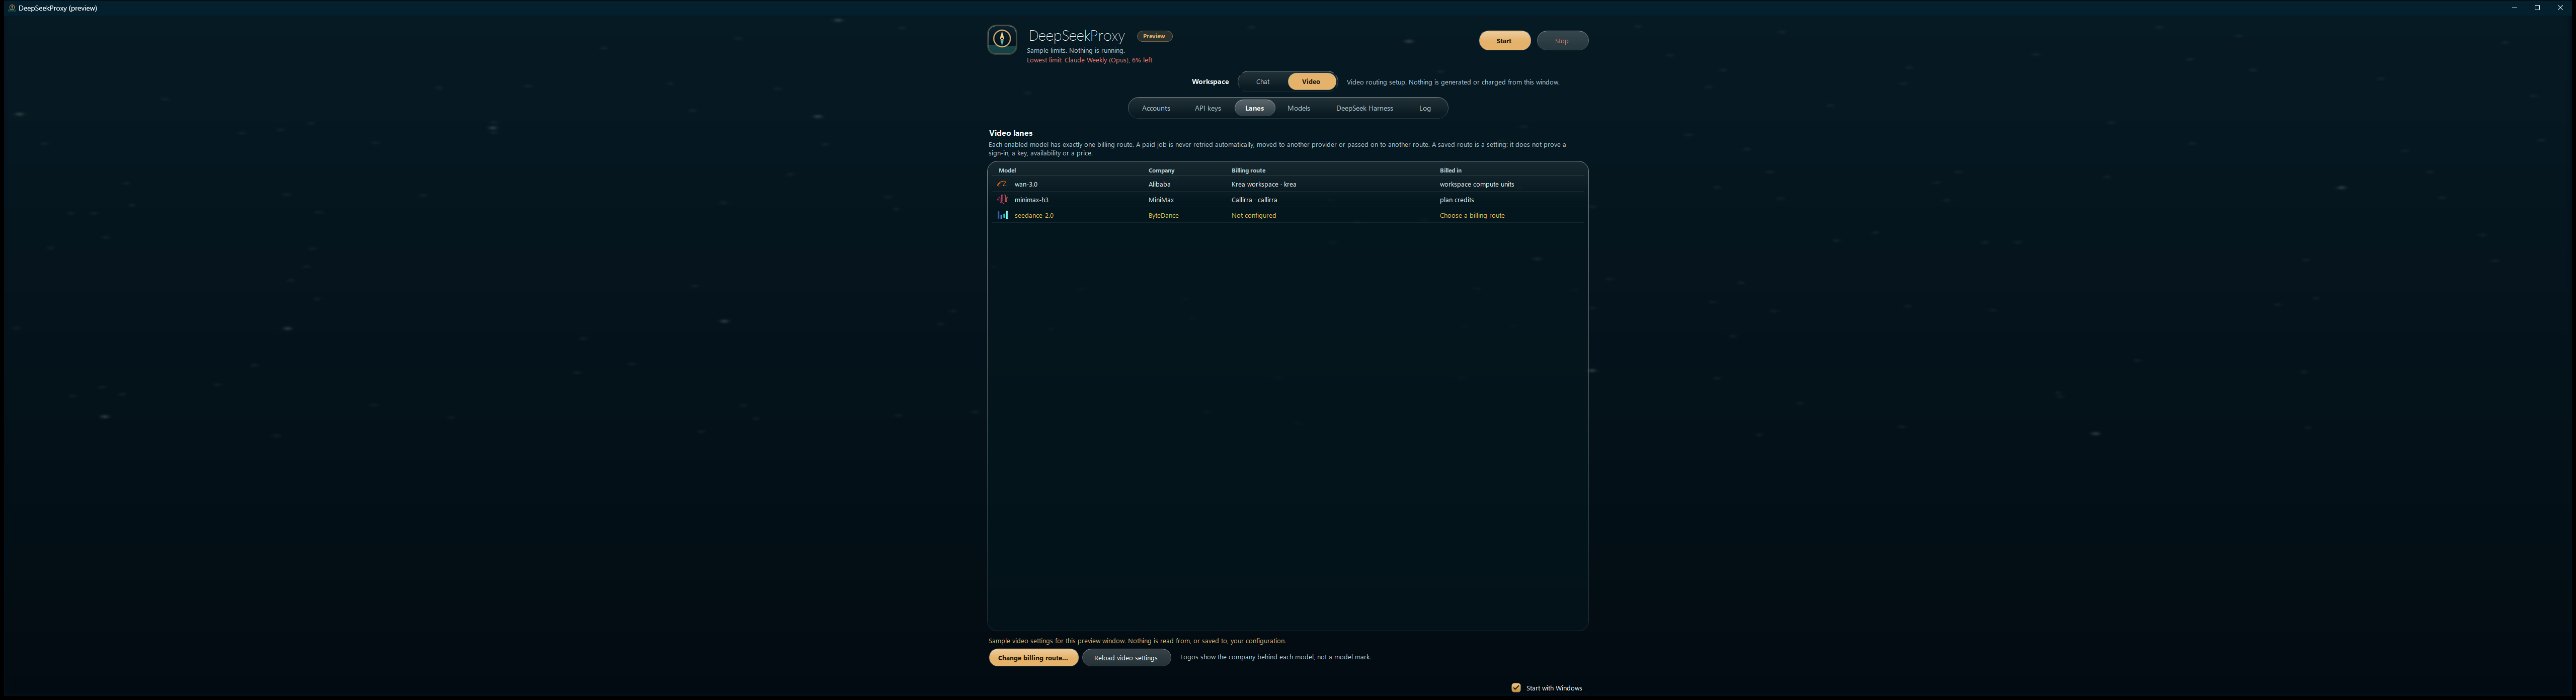 DeepSeekProxy (preview)
DeepSeekProxy Preview
Sample limits. Nothing is running.
Lowest limit: Claude Weekly (Opus), 6% left
Start Stop
Workspace Chat Video Video routing setup. Nothing is generated or charged from this window.
Accounts API keys Lanes Models DeepSeek Harness Log
Video lanes
Each enabled model has exactly one billing route. A paid job is never retried automatically, moved to another provider or passed on to another route. A saved route is a setting: it does not prove a
sign-in, a key, availability or a price.
Model Company Billing route Billed in
wan-3.0 Alibaba Krea workspace · krea workspace compute units
minimax-h3 MiniMax Callirra · callirra plan credits
seedance-2.0 ByteDance Not configured Choose a billing route
Sample video settings for this preview window. Nothing is read from, or saved to, your configuration.
Change billing route... Reload video settings Logos show the company behind each model, not a model mark.
Start with Windows